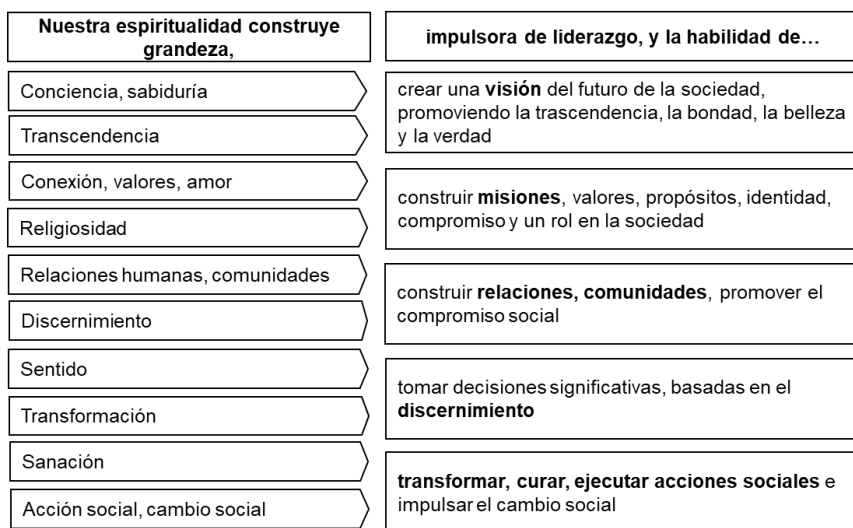 Nuestra espiritualidad construye
grandeza,
Conciencia, sabiduría
Transcendencia
Conexión, valores, amor
Religiosidad
Relaciones humanas, comunidades
Discernimiento
Sentido
Transformación
Sanación
Acción social, cambio social
impulsora de liderazgo, y la habilidad de…
crear una visión del futuro de la sociedad,
promoviendo la trascendencia, la bondad, la belleza
y la verdad
construir misiones, valores, propósitos, identidad,
compromiso y un rol en la sociedad
construir relaciones, comunidades, promover el
compromiso social
tomar decisiones significativas, basadas en el
discernimiento
transformar, curar, ejecutar acciones sociales e
impulsar el cambio social